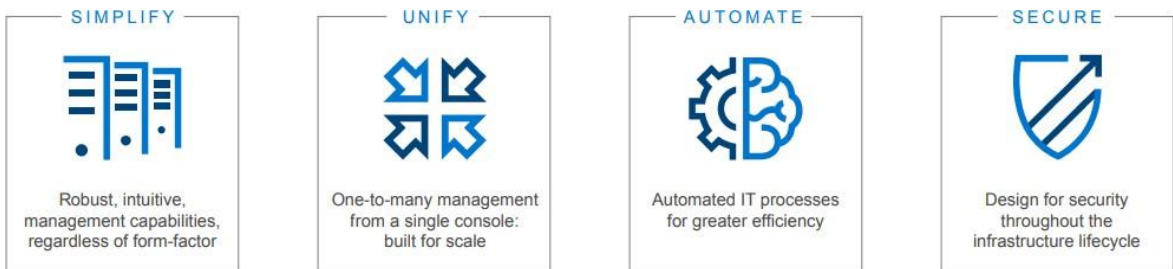 SIMPLIFY
Robust, intuitive,
management capabilities,
regardless of form-factor
UNIFY
One-to-many management
from a single console:
built for scale
AUTOMATE
Automated IT processes
for greater efficiency
SECURE
Design for security
throughout the
infrastructure lifecycle